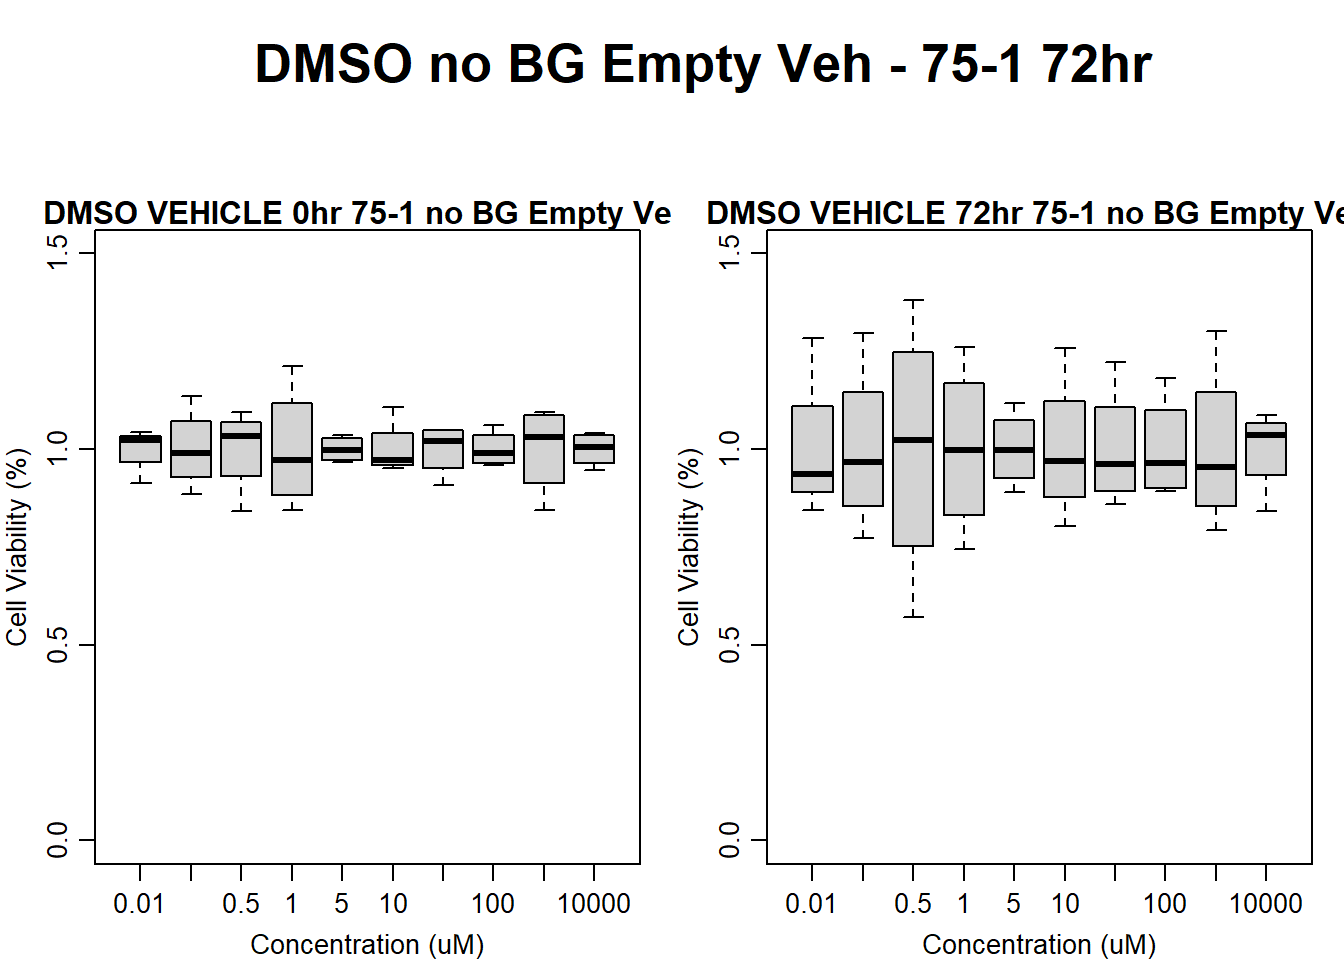 DMSO no BG Empty Veh - 75-1 72hr
DMSO VEHICLE 0hr 75-1 no BG Empty Ve
Cell Viability (%)
1.5
1.0
0.5
0.0
0.01 0.5 1 5 10 100 10000
Concentration (uM)
DMSO VEHICLE 72hr 75-1 no BG Empty Ve
Cell Viability (%)
1.5
1.0
0.5
0.0
0.01 0.5 1 5 10 100 10000
Concentration (uM)